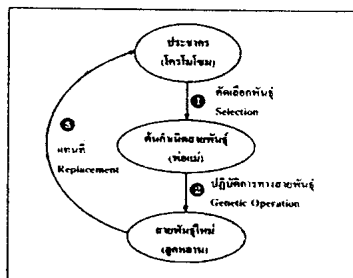 ประชากร
(โครโมโซม)
1 คัดเลือกพันธุ์
Selection
ต้นกำเนิดสายพันธุ์
(พ่อแม่)
2 ปฏิบัติการทางสายพันธุ์
Genetic Operation
สายพันธุ์ใหม่
(ลูกหลาน)
3
แทนที่
Replacement